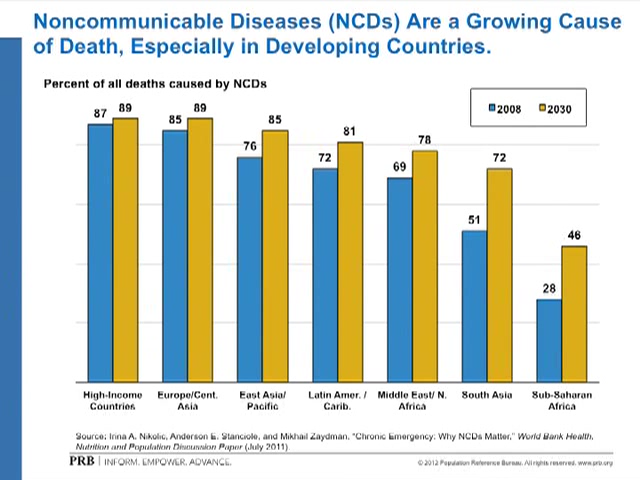 Noncommunicable Diseases (NCDs) Are a Growing Cause
of Death, Especially in Developing Countries.
Percent of all deaths caused by NCDs
2008 2030
87 89 85 89 76 85 72 81 69 78 51 72 28 46
High-Income Countries
Europe/Cent. Asia
East Asia/ Pacific
Latin Amer. / Carib.
Middle East/ N. Africa
South Asia
Sub-Saharan Africa
Source: Irina A. Nikolic, Anderson E. Stanciole, and Mikhail Zaydman, "Chronic Emergency: Why NCDs Matter," World Bank Health,
Nutrition and Population Discussion Paper (July 2011).
PRB | INFORM. EMPOWER. ADVANCE.
© 2012 Population Reference Bureau. All rights reserved. www.prb.org